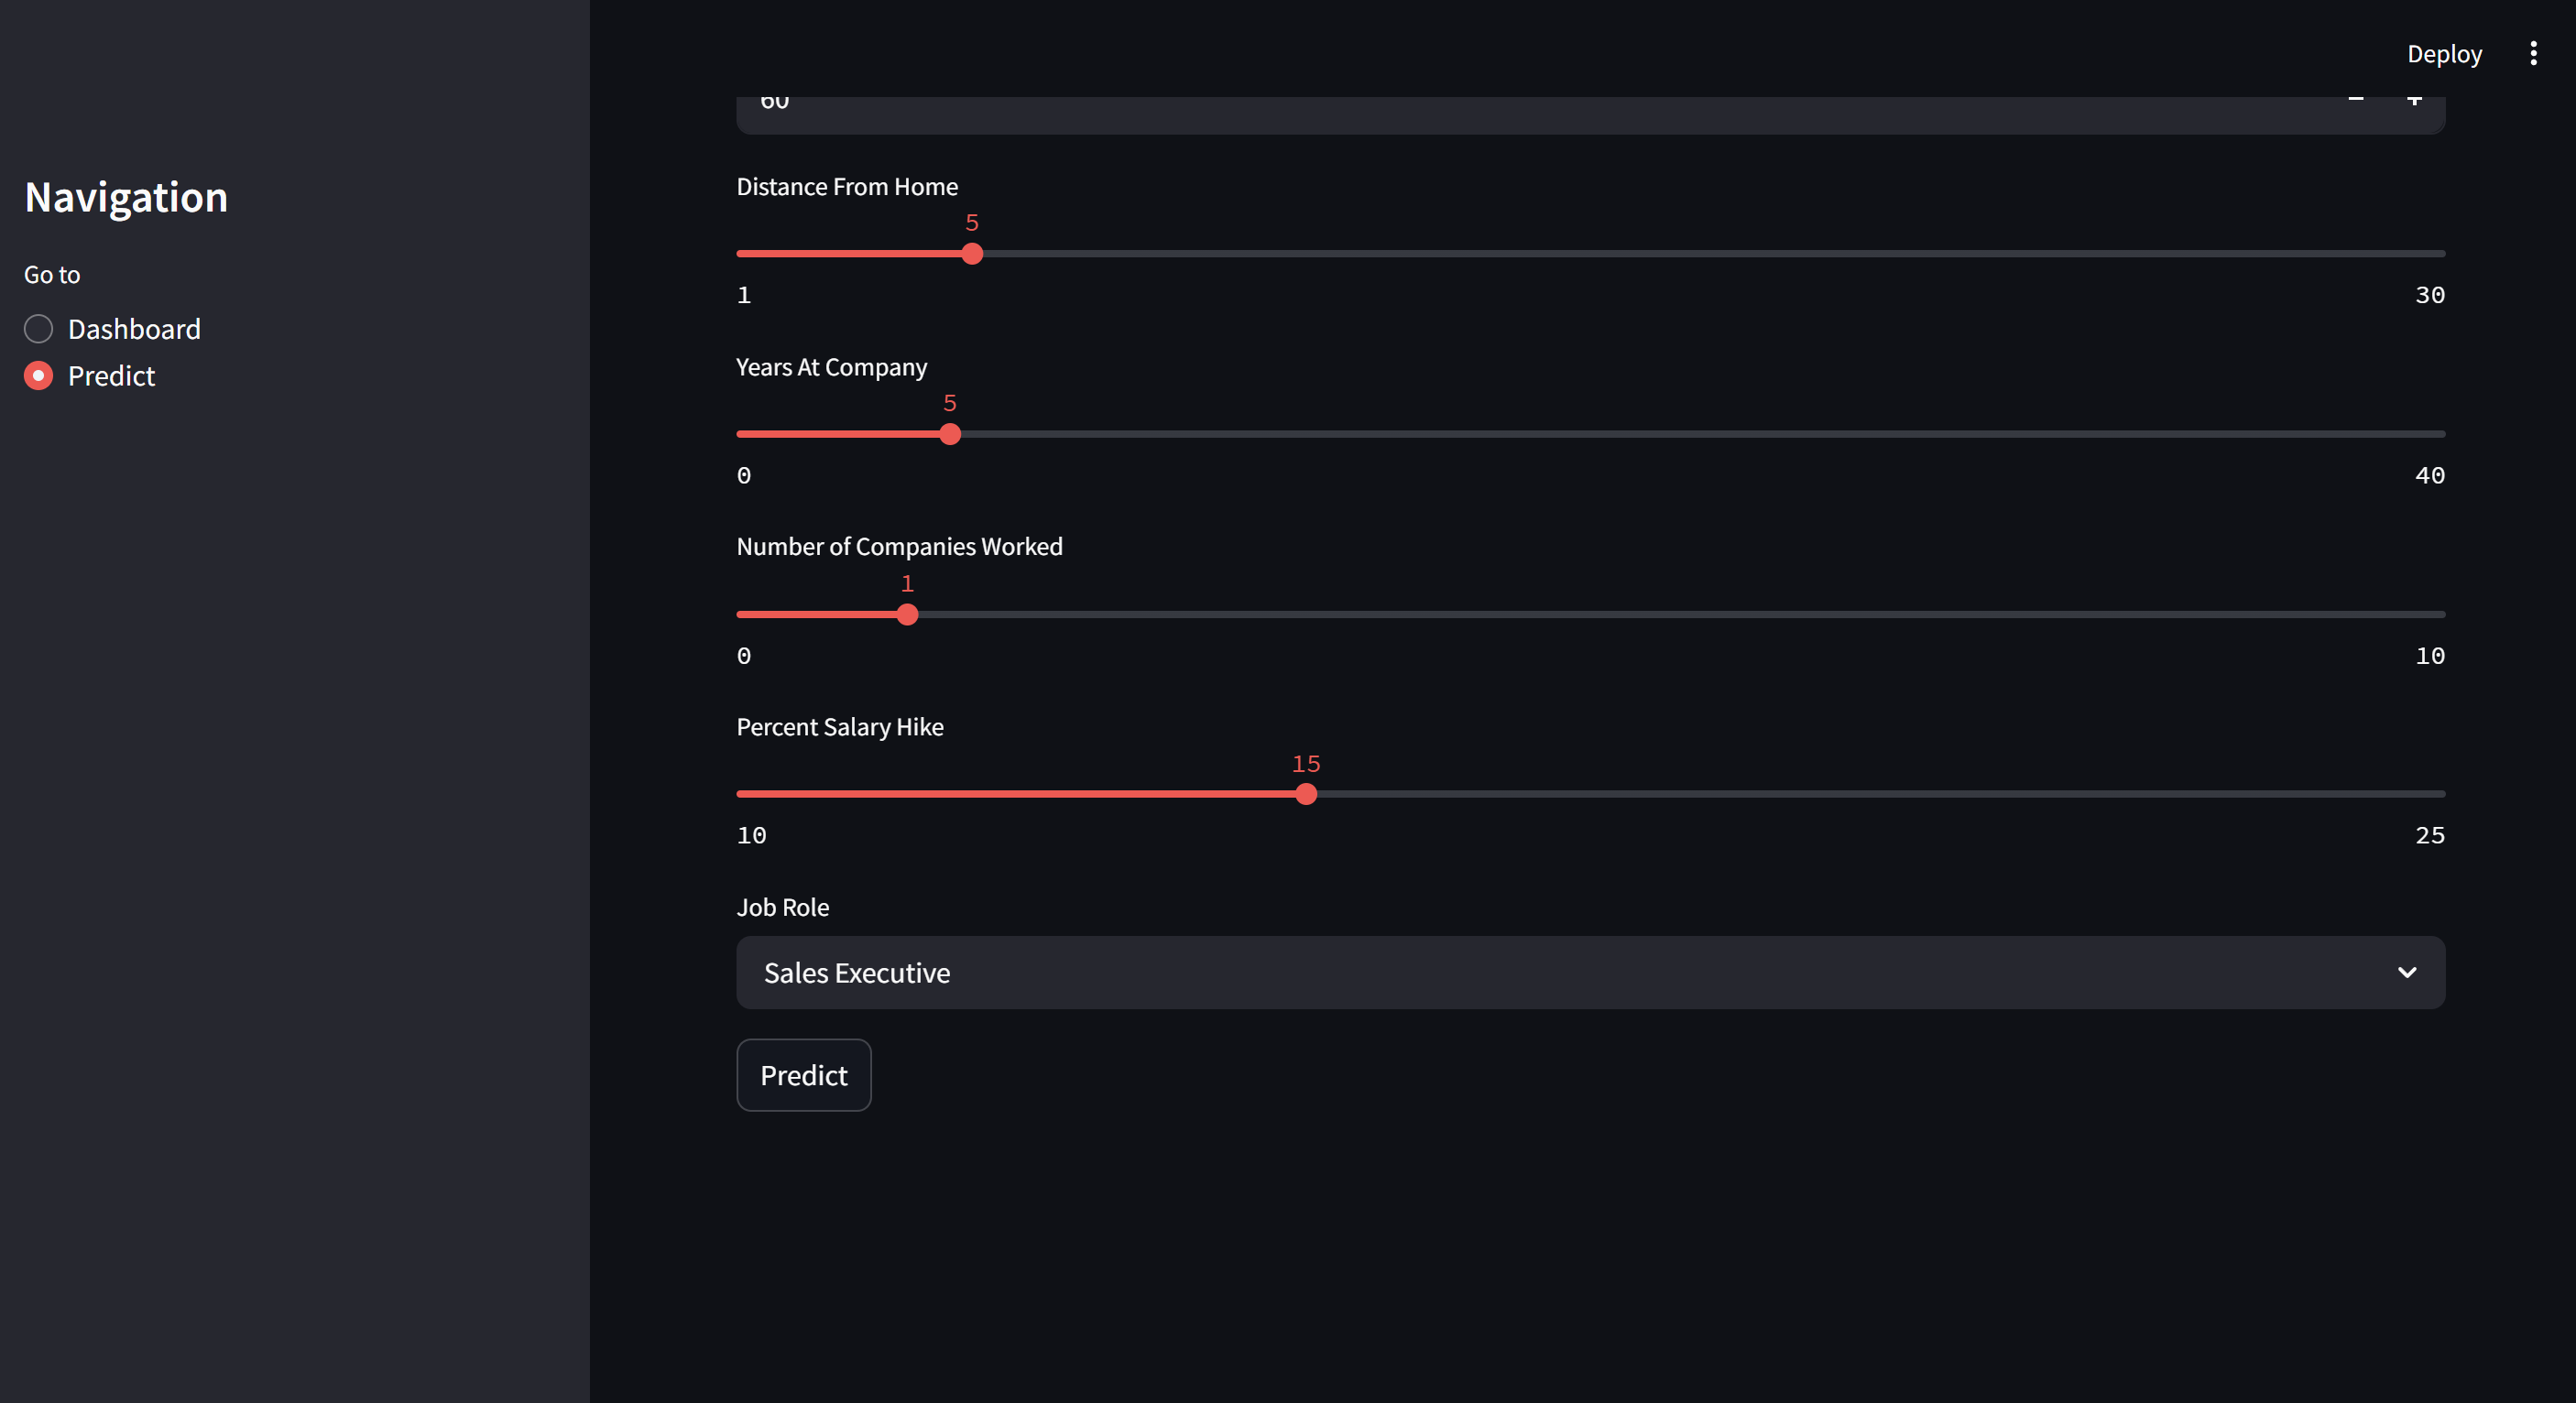 Deploy
Navigation
Go to
Dashboard
Predict
60
Distance From Home
5
1
30
Years At Company
5
0
40
Number of Companies Worked
1
0
10
Percent Salary Hike
15
10
25
Job Role
Sales Executive
Predict